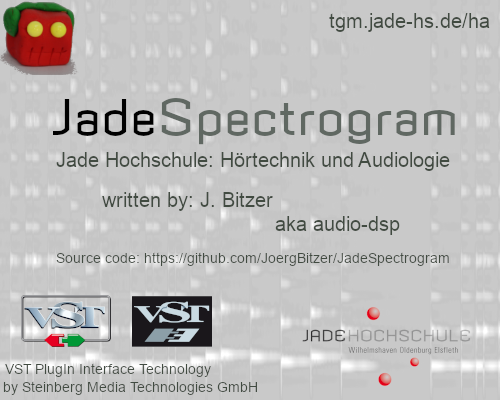 tgm.jade-hs.de/ha
JadeSpectrogram
Jade Hochschule: Hörtechnik und Audiologie
written by: J. Bitzer
aka audio-dsp
Source code: https://github.com/JoergBitzer/JadeSpectrogram
VST
VST
3
JADEHOCHSCHULE
Wilhelmshaven Oldenburg Elsfleth
VST PlugIn Interface Technology
by Steinberg Media Technologies GmbH